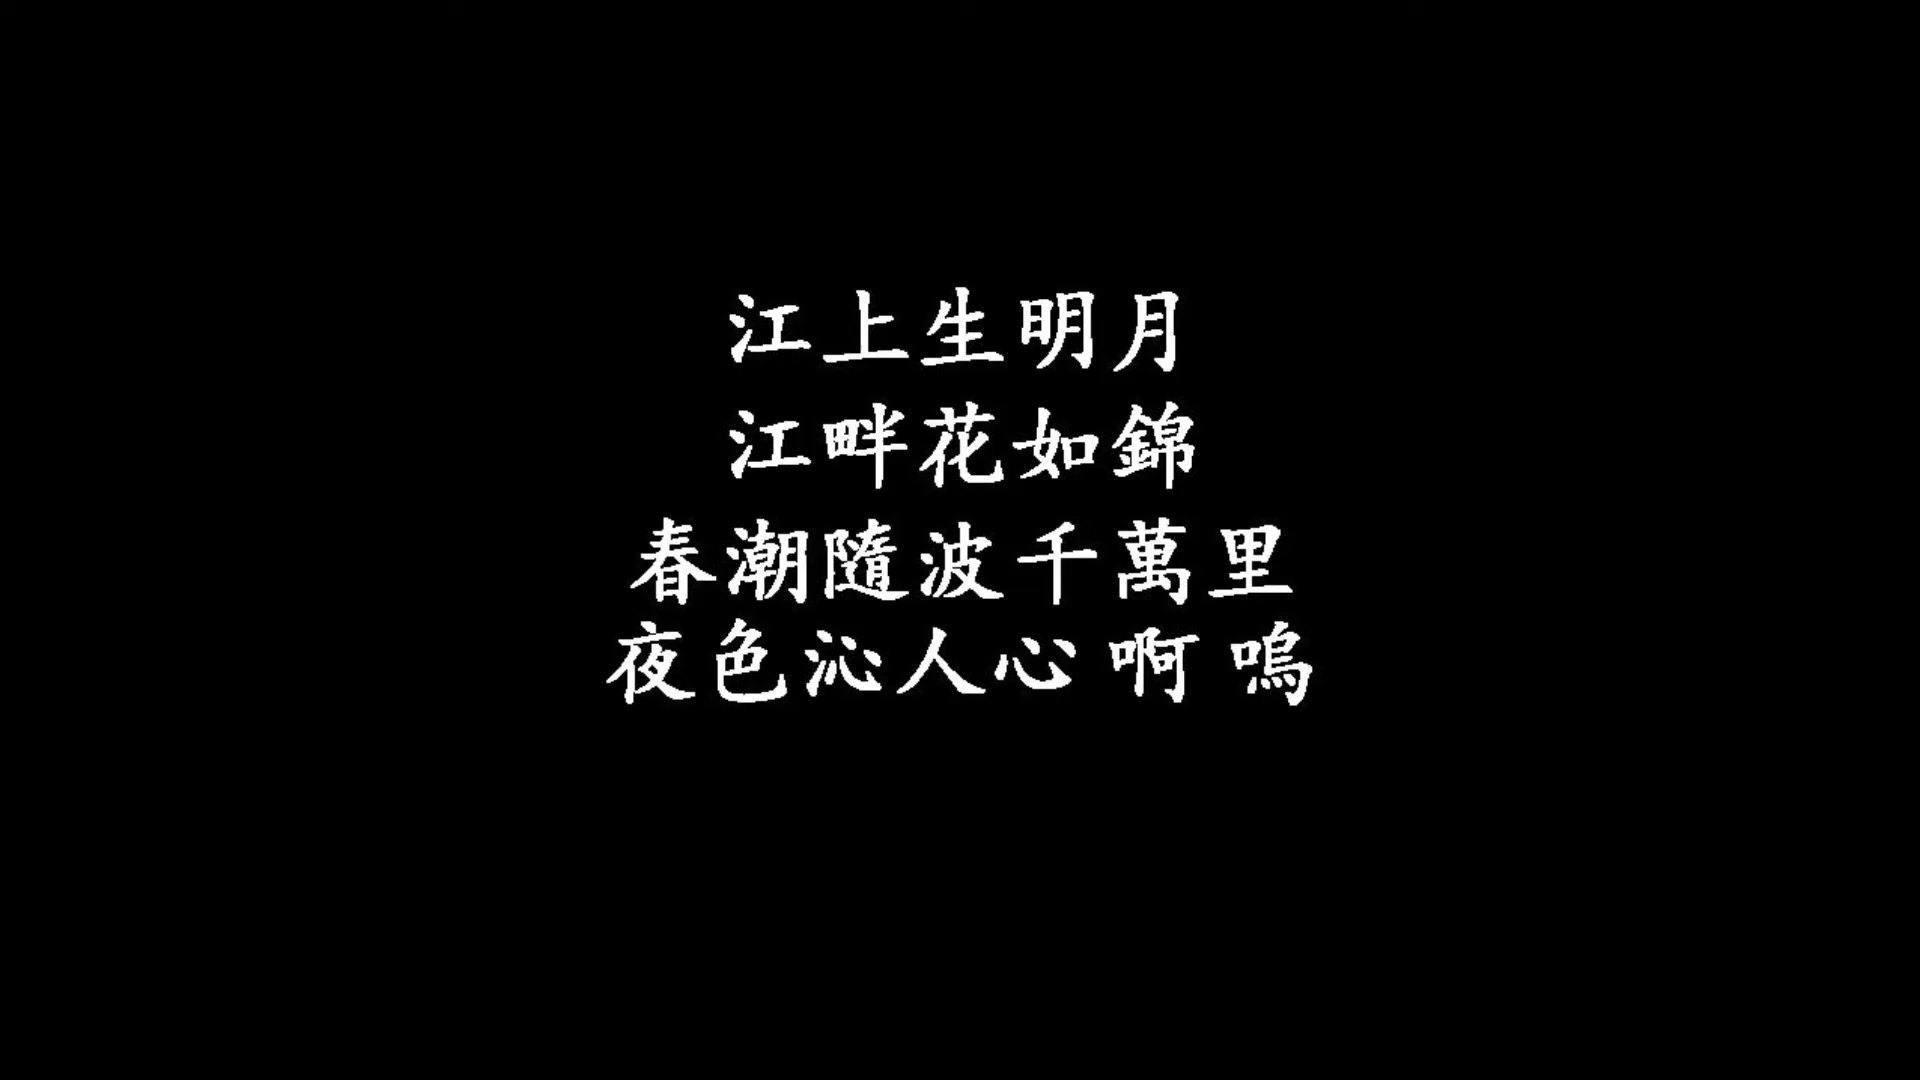 江上生明月
江畔花如錦
春潮隨波千萬里
夜色沁人心 啊 嗚